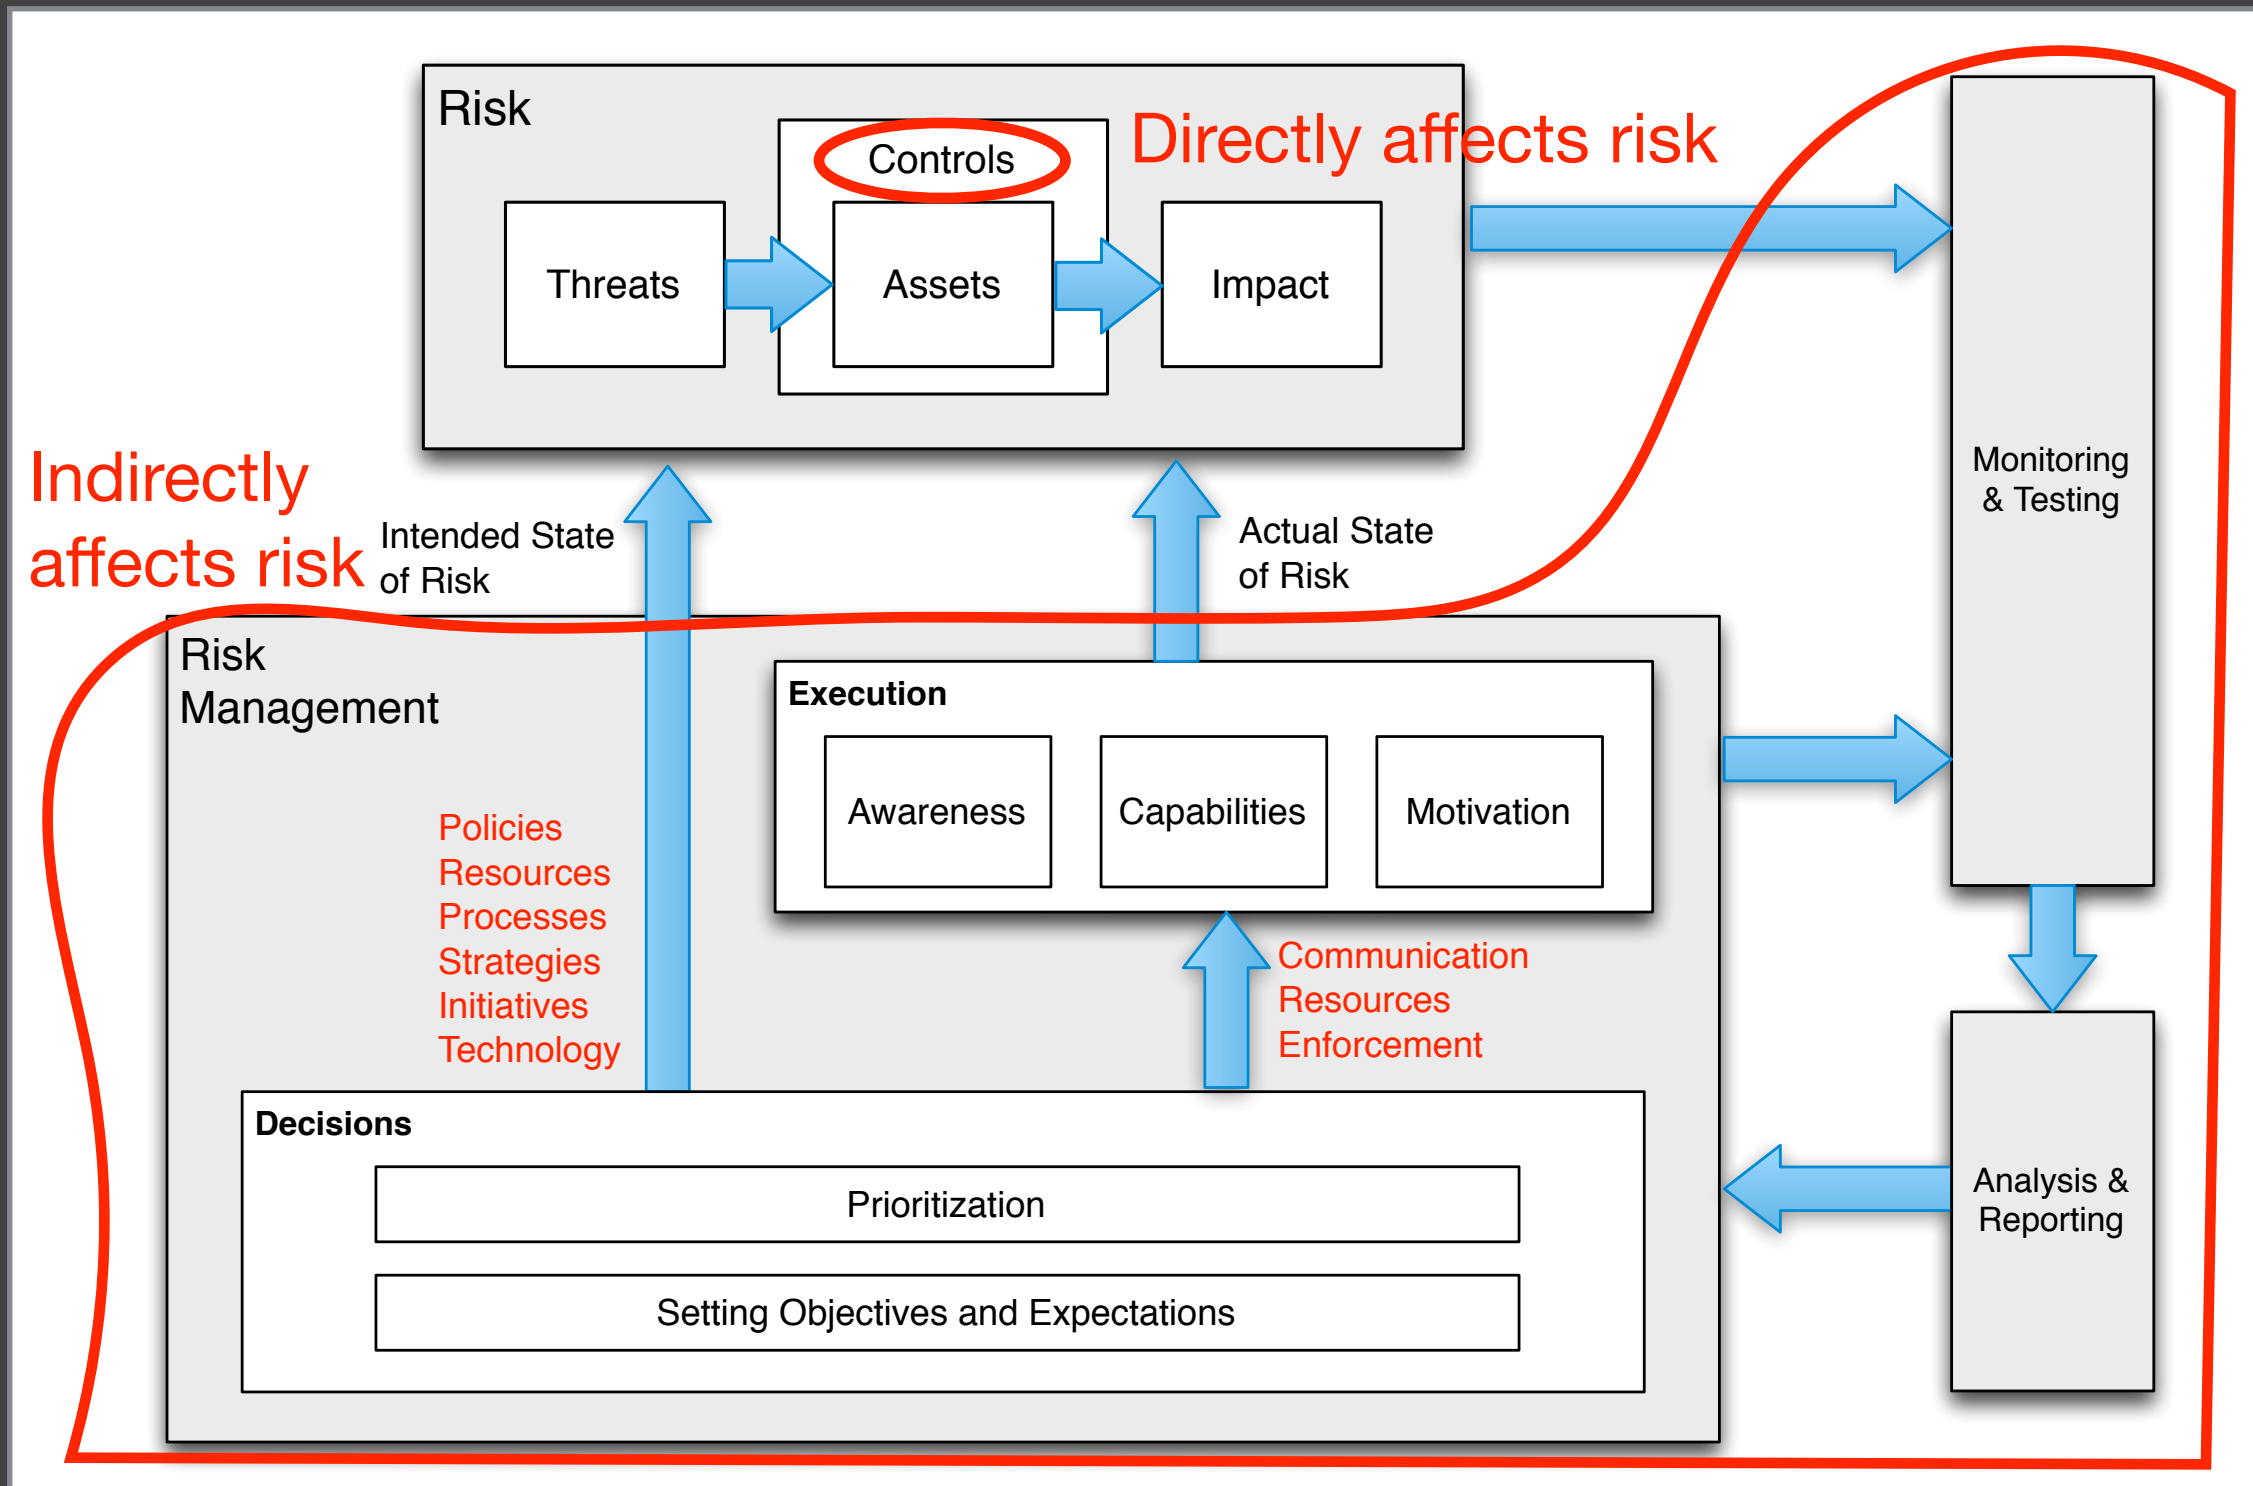 Risk
Controls
Directly affects risk
Threats
Assets
Impact
Monitoring
& Testing
Indirectly
affects risk
Intended State
of Risk
Actual State
of Risk
Risk
Management
Execution
Awareness
Capabilities
Motivation
Policies
Resources
Processes
Strategies
Initiatives
Technology
Communication
Resources
Enforcement
Decisions
Prioritization
Setting Objectives and Expectations
Analysis &
Reporting